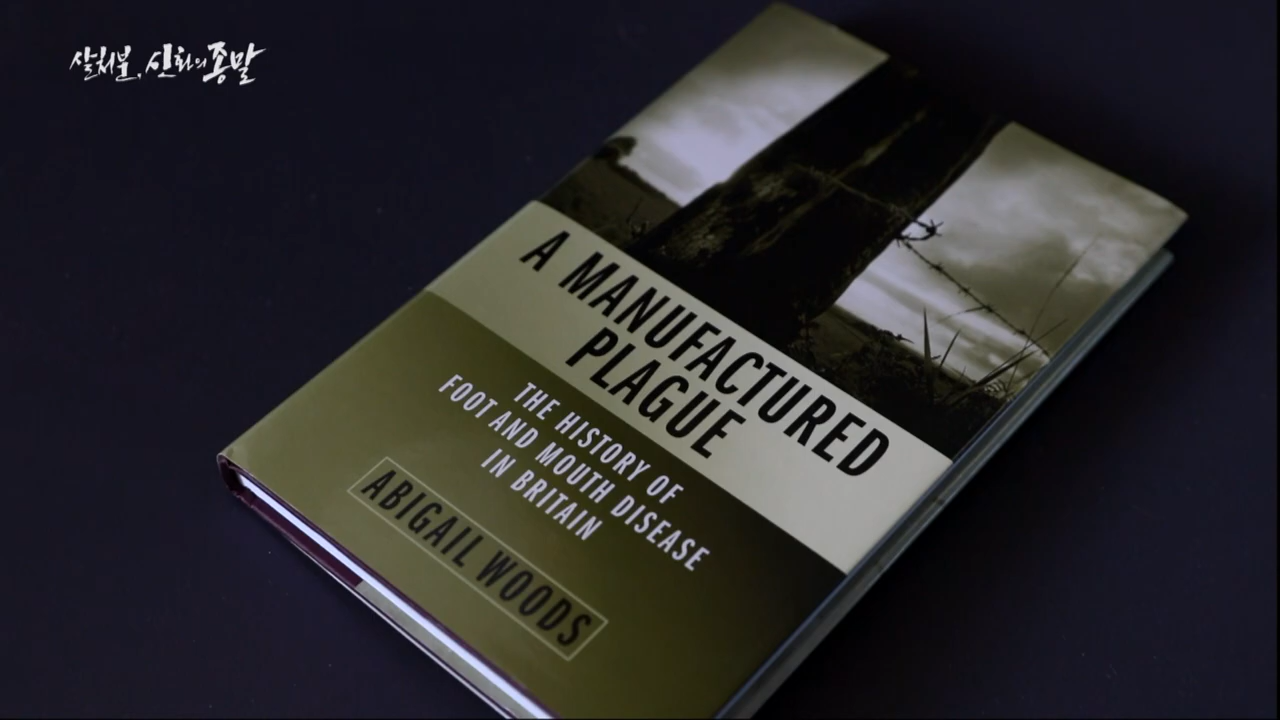 살처분, 신화의 종말
A MANUFACTURED
PLAGUE
THE HISTORY OF
FOOT AND MOUTH DISEASE
IN BRITAIN
ABIGAIL WOODS